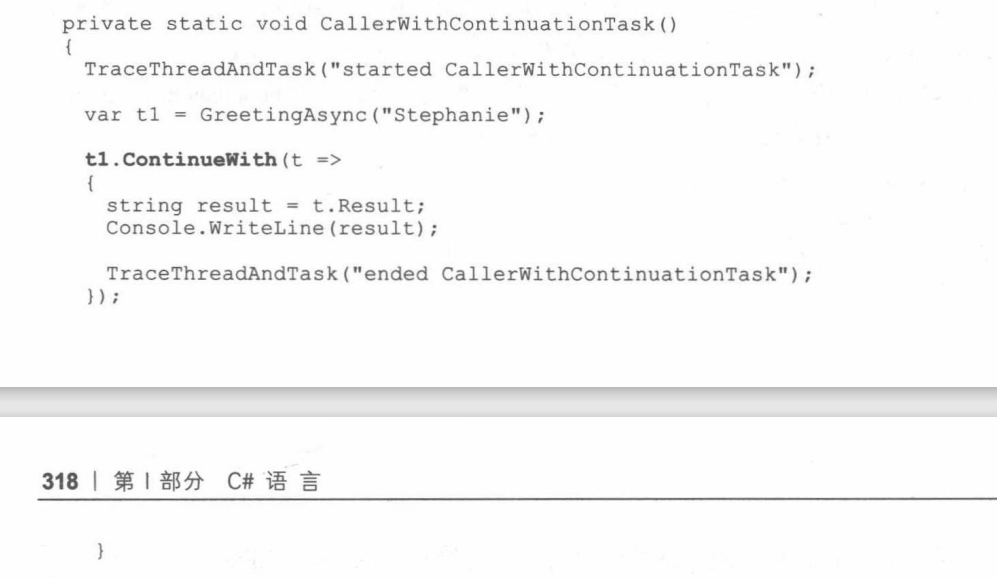 private static void CallerWithContinuationTask()
{
TraceThreadAndTask("started CallerWithContinuationTask");
var t1 = GreetingAsync("Stephanie");
t1.ContinueWith(t =>
{
string result = t.Result;
Console.WriteLine(result);
TraceThreadAndTask("ended CallerWithContinuationTask");
});
318 | 第 I 部分 C# 语 言
}